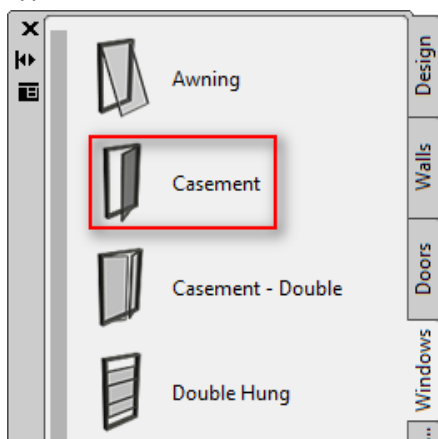 Awning
Casement
Casement - Double
Double Hung
Design
Walls
Doors
Windows
...